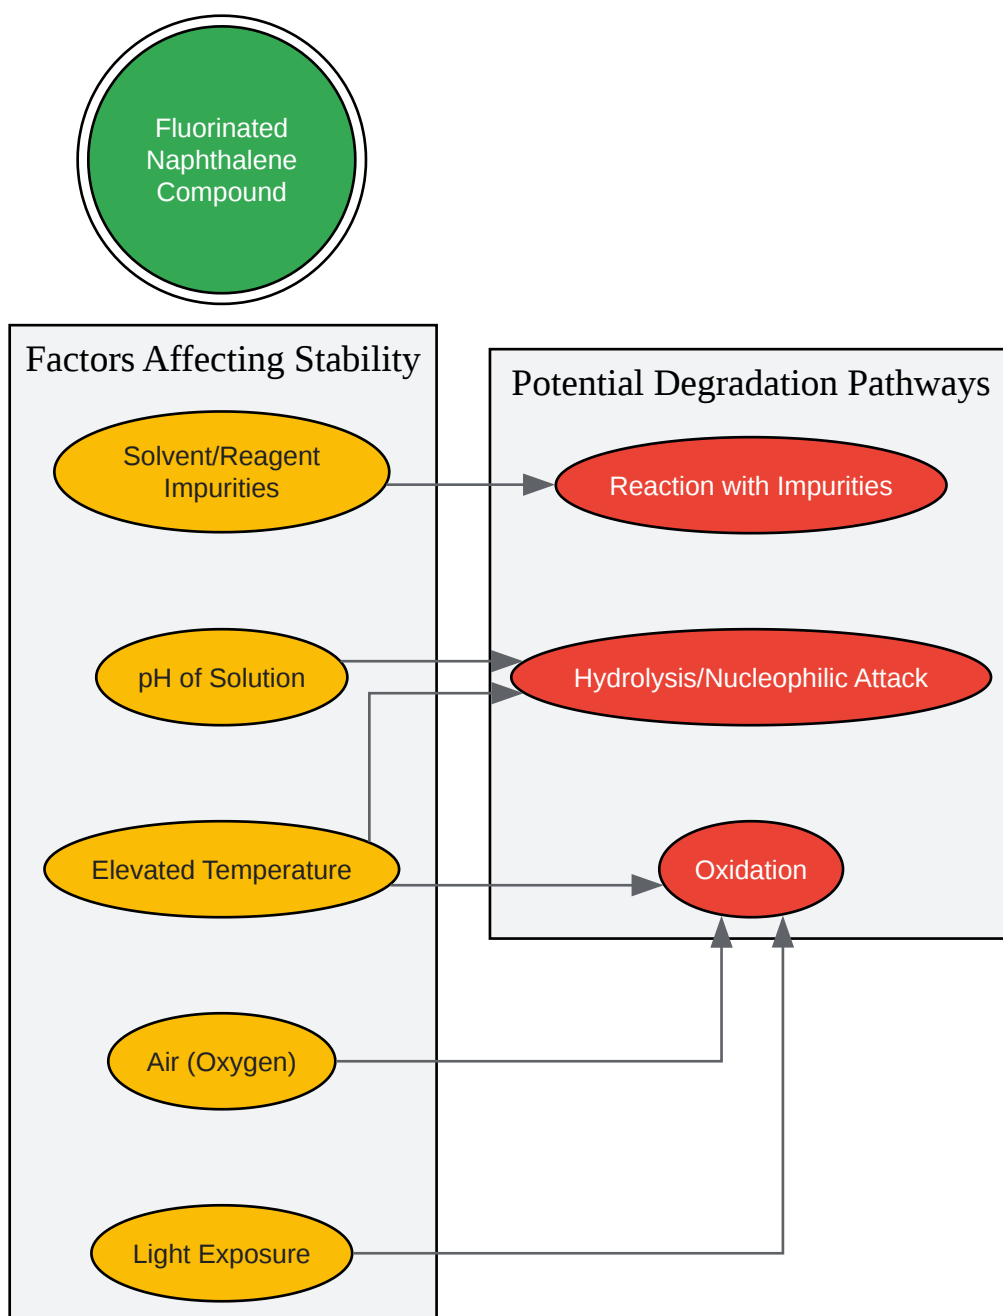 Fluorinated
Naphthalene
Compound
Factors Affecting Stability
Solvent/Reagent
Impurities
pH of Solution
Elevated Temperature
Air (Oxygen)
Light Exposure
Potential Degradation Pathways
Reaction with Impurities
Hydrolysis/Nucleophilic Attack
Oxidation